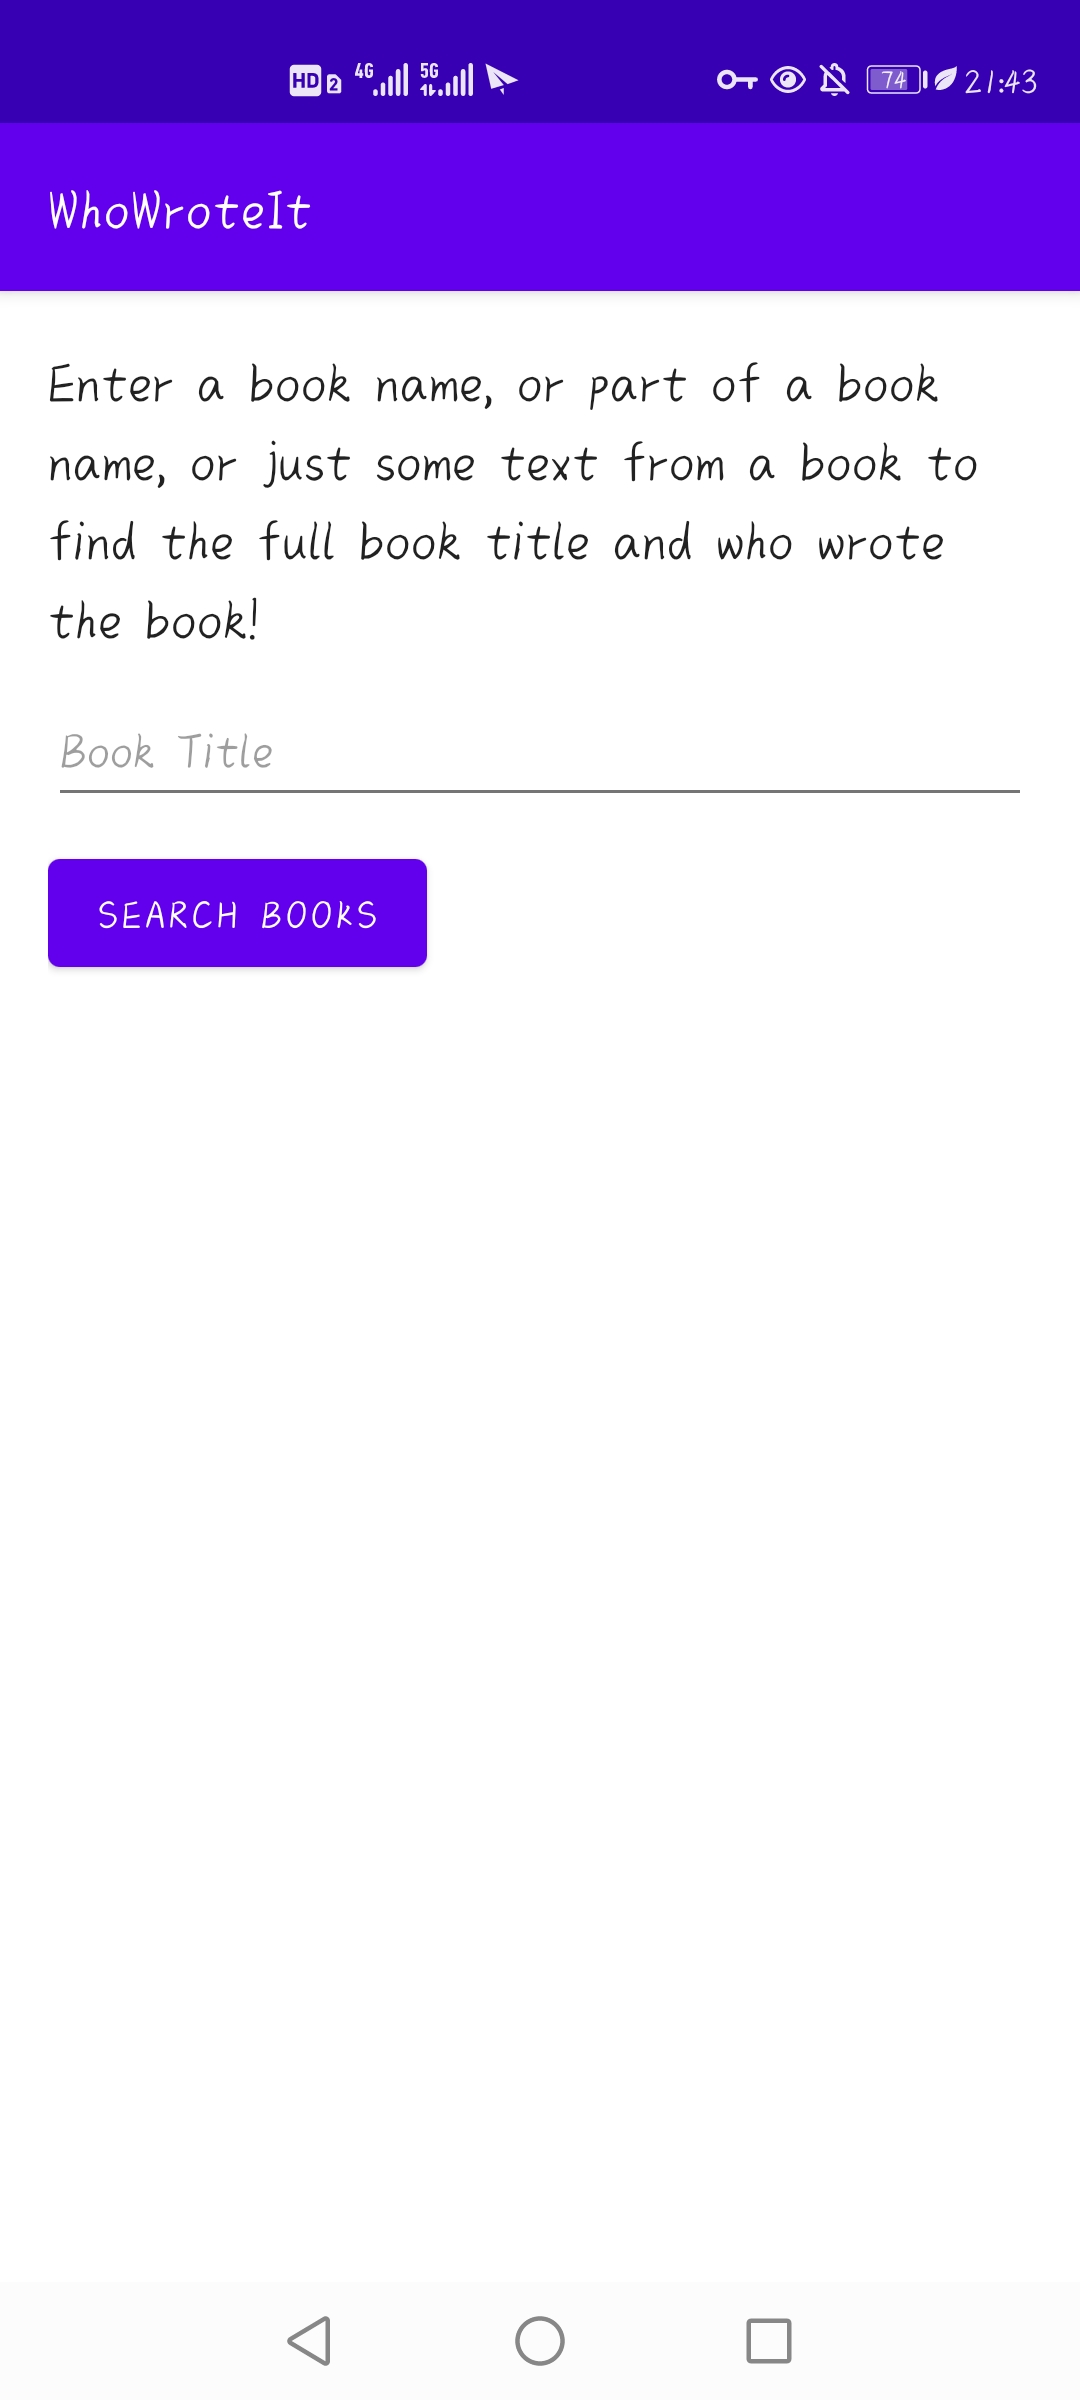 HD 2 4G 5G 74 21:43
WhoWroteIt
Enter a book name, or part of a book
name, or just some text from a book to
find the full book title and who wrote
the book!
Book Title
SEARCH BOOKS